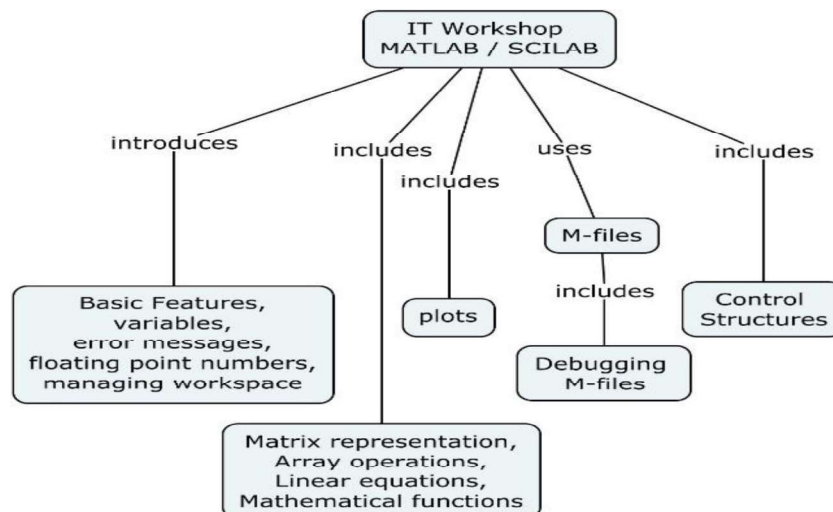 IT Workshop
MATLAB / SCILAB
introduces
includes
includes
uses
includes
Basic Features,
variables,
error messages,
floating point numbers,
managing workspace
Matrix representation,
Array operations,
Linear equations,
Mathematical functions
plots
M-files
includes
Debugging
M-files
Control
Structures